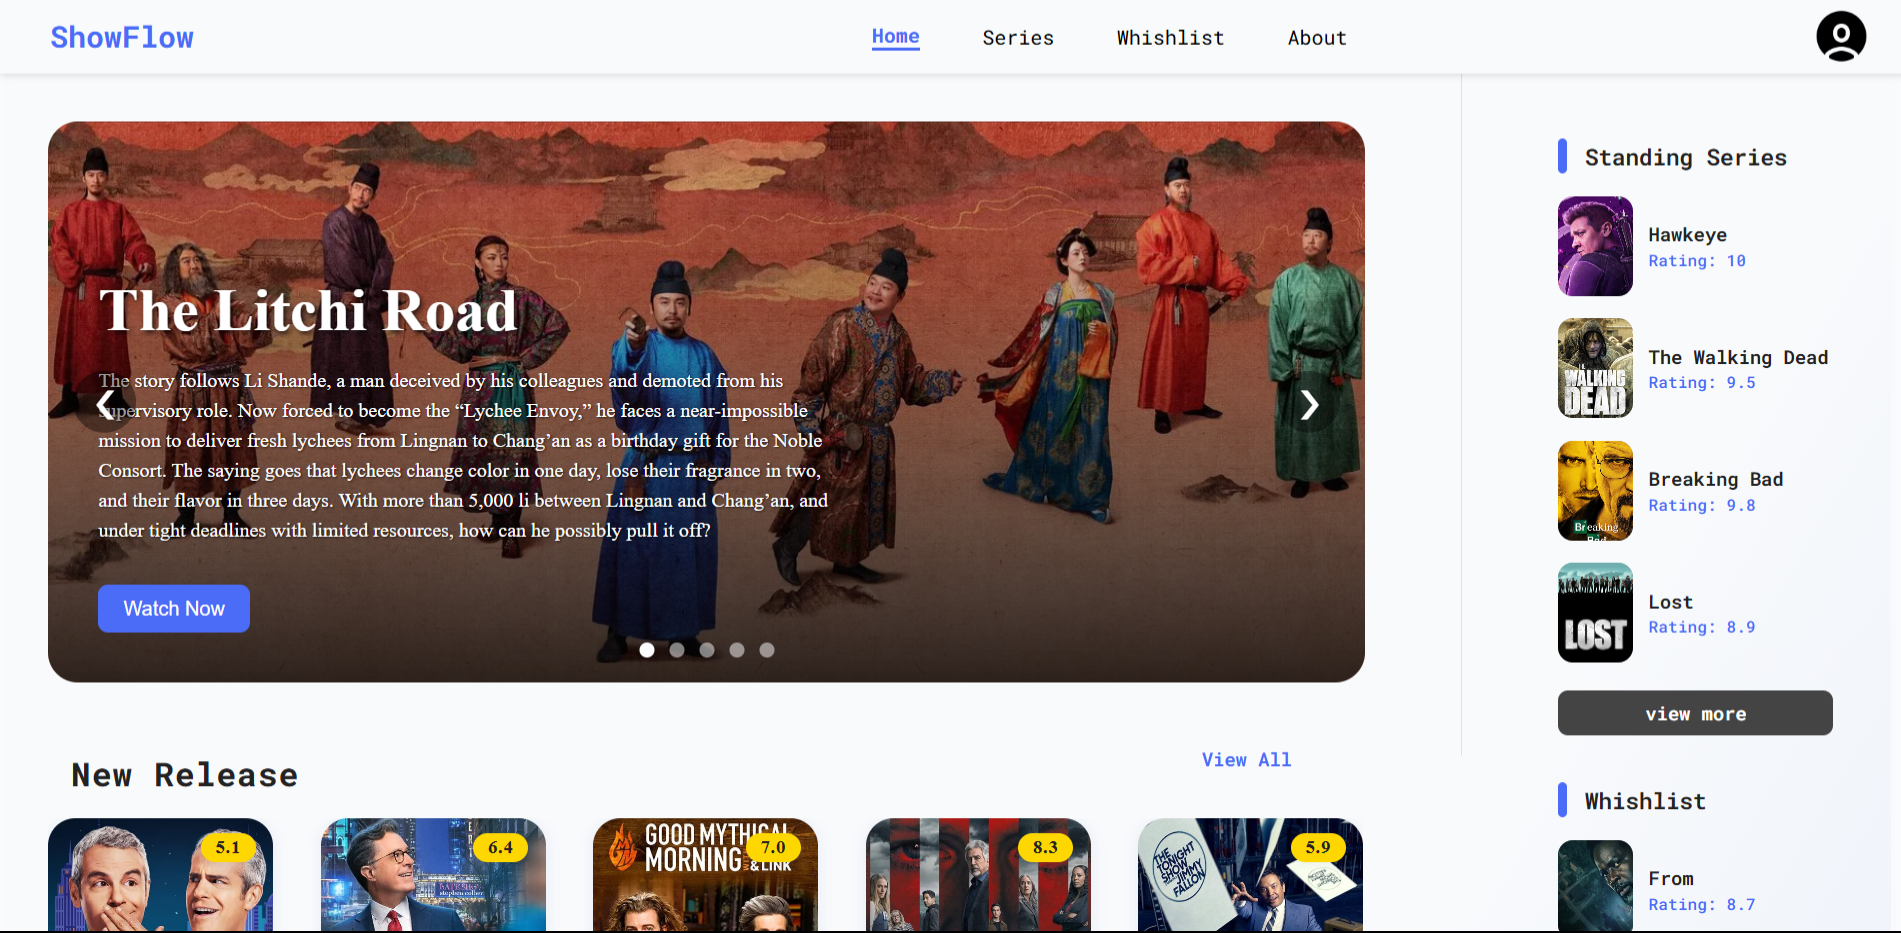 ShowFlow
Home
Series
Whishlist
About
The Litchi Road
The story follows Li Shande, a man deceived by his colleagues and demoted from his
supervisory role. Now forced to become the “Lychee Envoy,” he faces a near-impossible
mission to deliver fresh lychees from Lingnan to Chang’an as a birthday gift for the Noble
Consort. The saying goes that lychees change color in one day, lose their fragrance in two,
and their flavor in three days. With more than 5,000 li between Lingnan and Chang’an, and
under tight deadlines with limited resources, how can he possibly pull it off?
Watch Now
New Release
View All
5.1
6.4
GOOD MYTHICAL
MORNING
& LINK
7.0
8.3
THE
TONIGHT
SHOW
JIMMY
FALLON
5.9
Standing Series
Hawkeye
Rating: 10
THE
WALKING
DEAD
The Walking Dead
Rating: 9.5
Breaking
Bad
Breaking Bad
Rating: 9.8
LOST
Lost
Rating: 8.9
view more
Whishlist
From
Rating: 8.7